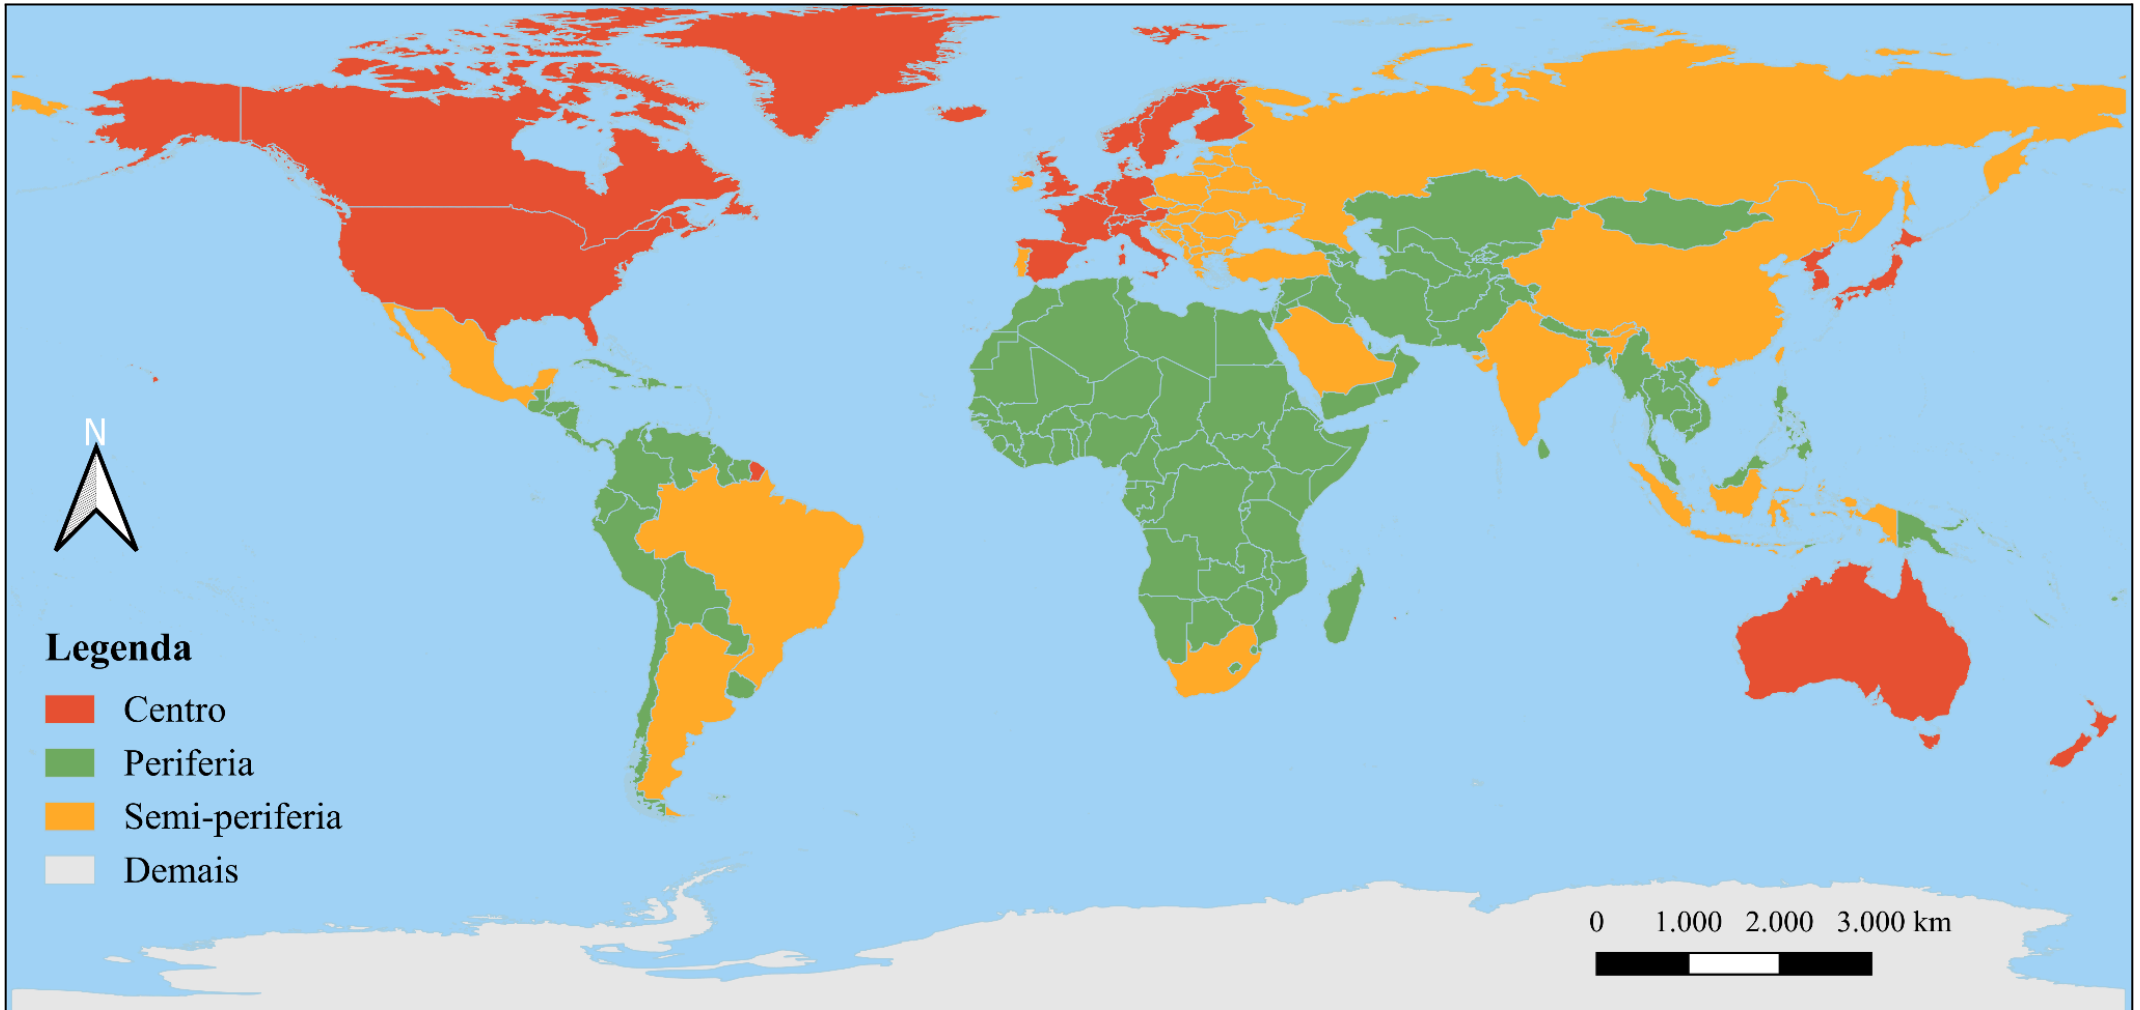 N
Legenda
Centro
Periferia
Semi-periferia
Demais
0 1.000 2.000 3.000 km